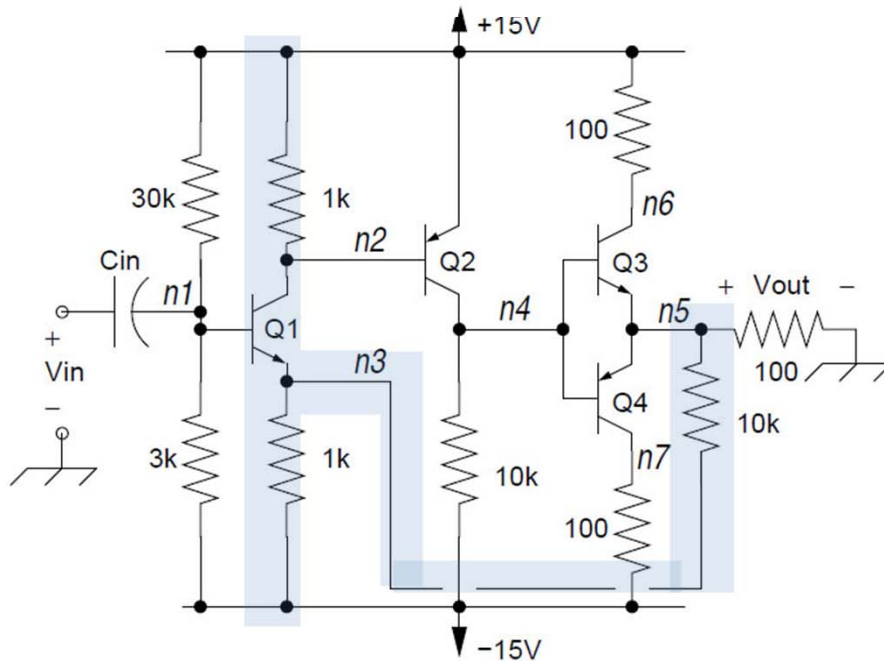 +15V
30k
1k
100
n6
Cin
n1
n2
Q2
Q3
+ Vout −
n4
n5
Q1
+
Vin
−
n3
100
Q4
10k
3k
1k
10k
n7
100
−15V